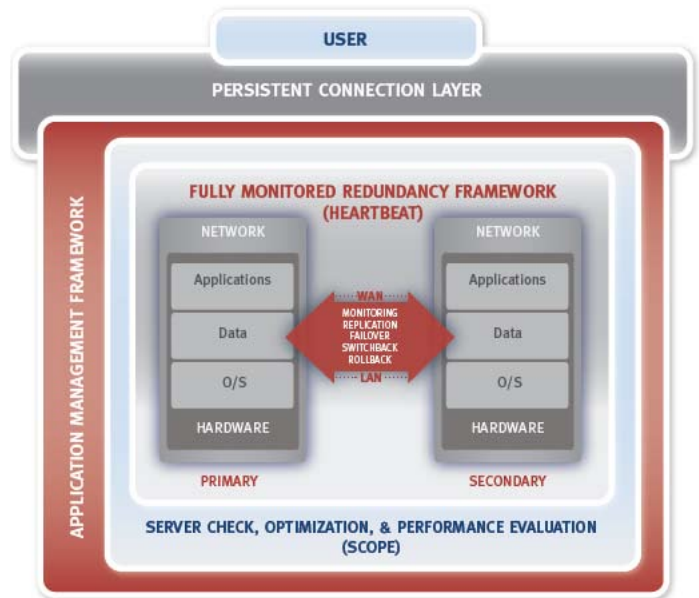 USER
PERSISTENT CONNECTION LAYER
APPLICATION MANAGEMENT FRAMEWORK
FULLY MONITORED REDUNDANCY FRAMEWORK
(HEARTBEAT)
NETWORK
Applications
Data
O/S
HARDWARE
PRIMARY
WAN
MONITORING
REPLICATION
FAILOVER
SWITCHBACK
ROLLBACK
LAN
NETWORK
Applications
Data
O/S
HARDWARE
SECONDARY
SERVER CHECK, OPTIMIZATION, & PERFORMANCE EVALUATION
(SCOPE)